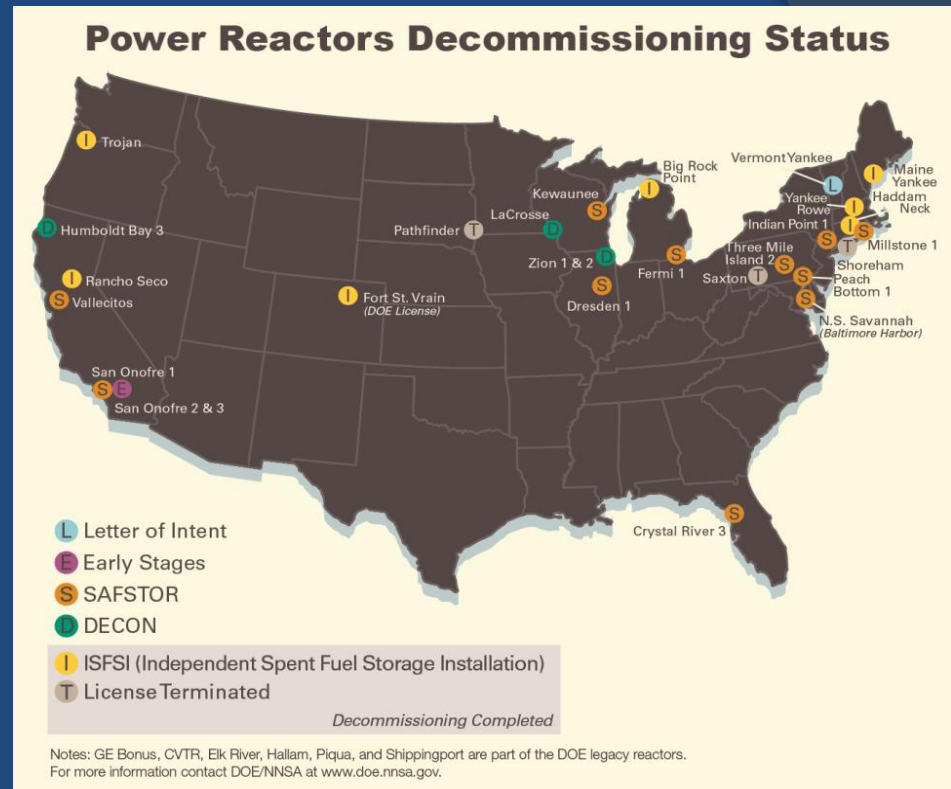 Power Reactors Decommissioning Status
I Trojan
D Humboldt Bay 3
I Rancho Seco
S Vallecitos
San Onofre 1
S E
San Onofre 2 & 3
I Fort St. Vrain
(DOE License)
Pathfinder T
LaCrosse
D
Kewaunee
S
Big Rock
Point
I
Zion 1 & 2 D
S
Dresden 1
S
Fermi 1
Vermont Yankee
L
I Maine
Yankee
Yankee
Rowe
I
Haddam
Neck
I
Indian Point 1
S
S
Millstone 1
T
Shoreham
Three Mile
Island 2
S
Saxton T
S
Peach
Bottom 1
S
N.S. Savannah
(Baltimore Harbor)
Crystal River 3
S
L Letter of Intent
E Early Stages
S SAFSTOR
D DECON
I ISFSI (Independent Spent Fuel Storage Installation)
T License Terminated
Decommissioning Completed
Notes: GE Bonus, CVTR, Elk River, Hallam, Piqua, and Shippingport are part of the DOE legacy reactors.
For more information contact DOE/NNSA at www.doe.nnsa.gov.